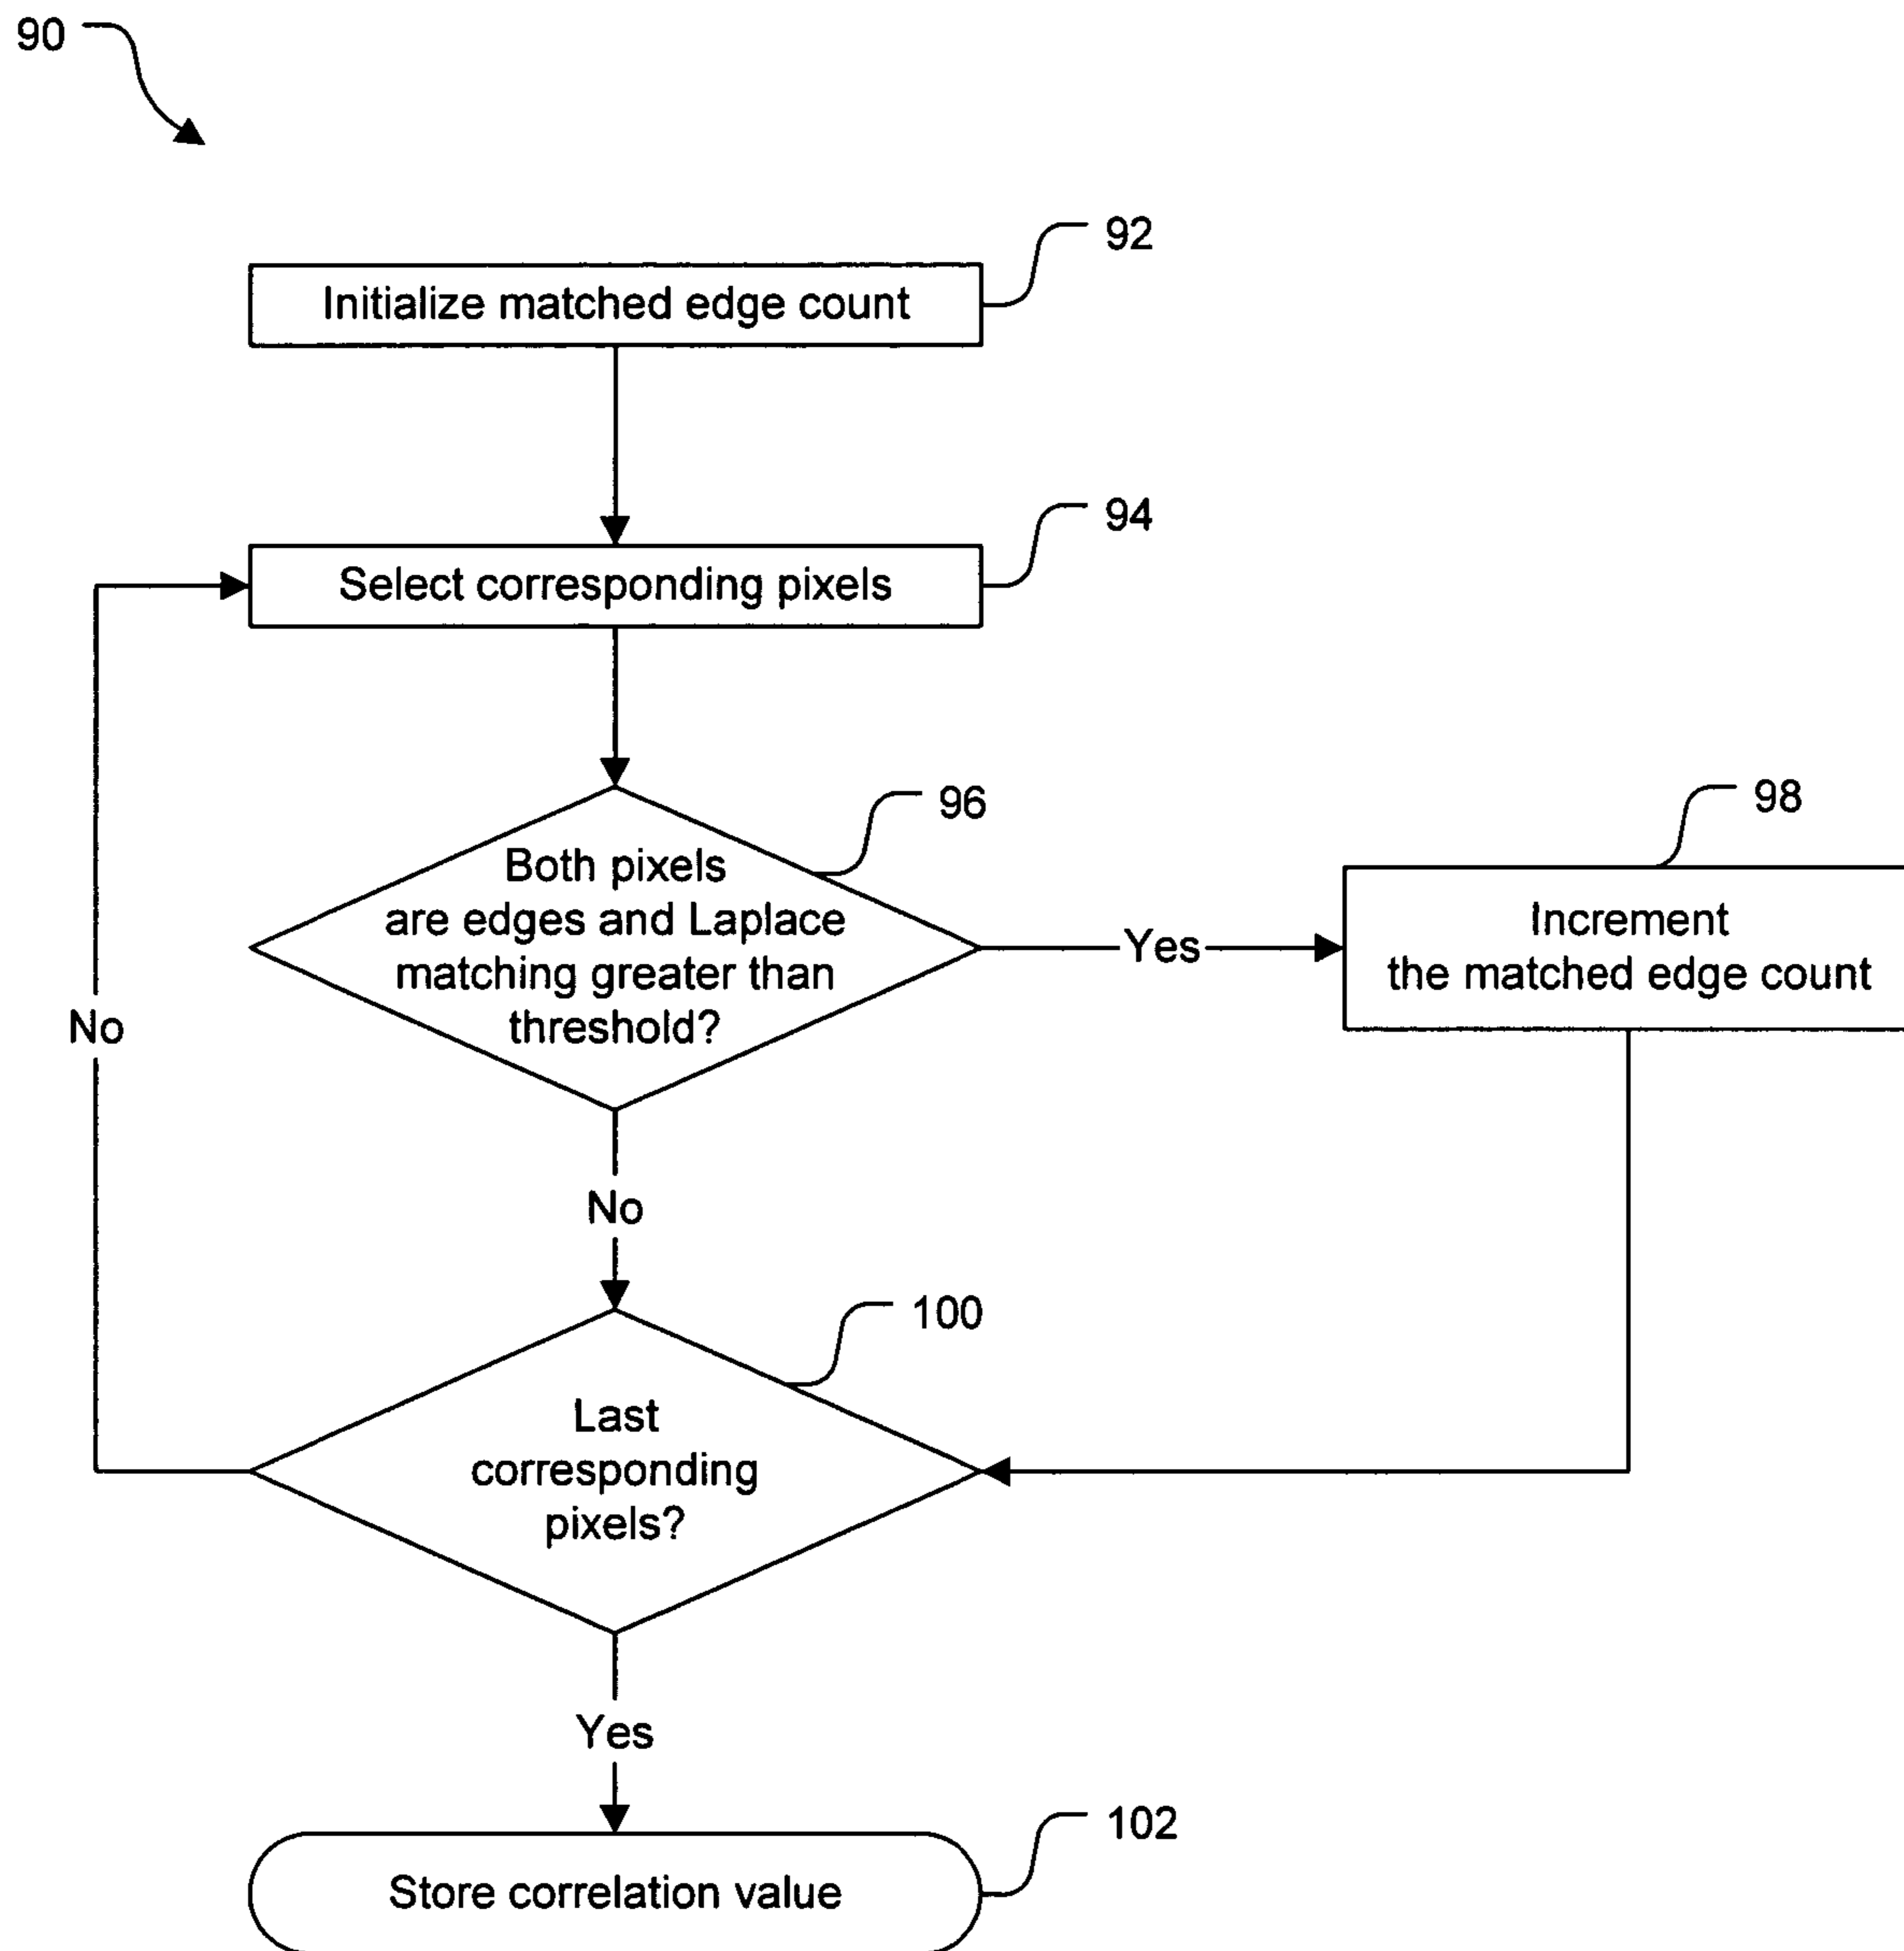 90
92
Initialize matched edge count
94
Select corresponding pixels
96
Both pixels
are edges and Laplace
matching greater than
threshold?
Yes
98
Increment
the matched edge count
No
No
100
Last
corresponding
pixels?
Yes
102
Store correlation value